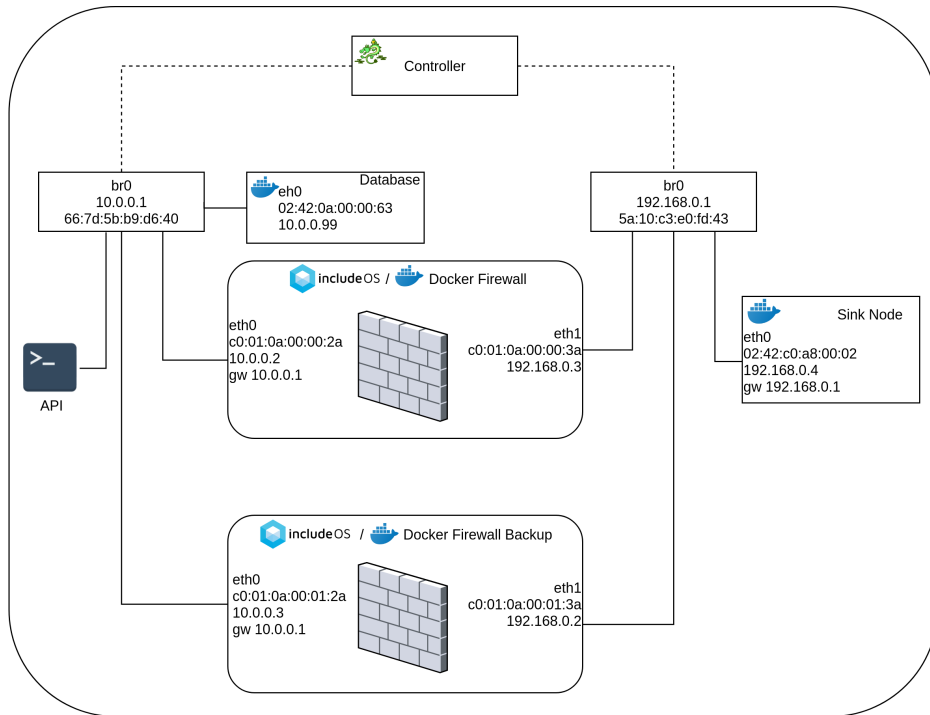 Controller
br0
10.0.0.1
66:7d:5b:b9:d6:40
Database
eh0
02:42:0a:00:00:63
10.0.0.99
br0
192.168.0.1
5a:10:c3:e0:fd:43
includeOS / Docker Firewall
eth0
c0:01:0a:00:00:2a
10.0.0.2
gw 10.0.0.1
eth1
c0:01:0a:00:00:3a
192.168.0.3
Sink Node
eth0
02:42:c0:a8:00:02
192.168.0.4
gw 192.168.0.1
>_
API
includeOS / Docker Firewall Backup
eth0
c0:01:0a:00:01:2a
10.0.0.3
gw 10.0.0.1
eth1
c0:01:0a:00:01:3a
192.168.0.2